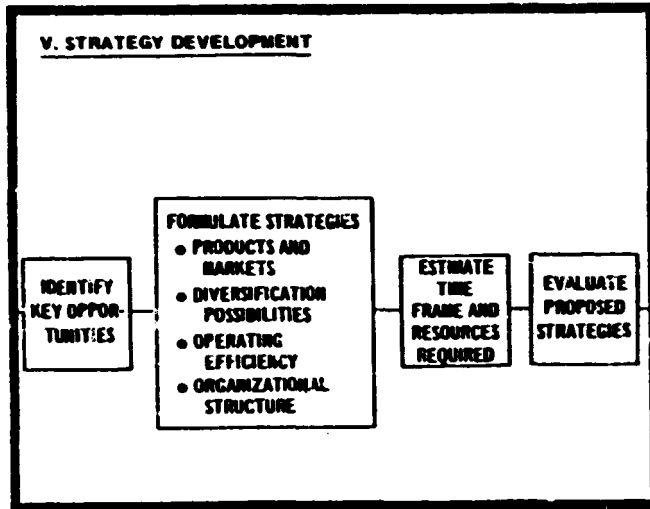 V. STRATEGY DEVELOPMENT
IDENTIFY
KEY OPPOR-
TUNITIES
FORMULATE STRATEGIES
● PRODUCTS AND
MARKETS
● DIVERSIFICATION
POSSIBILITIES
● OPERATING
EFFICIENCY
● ORGANIZATIONAL
STRUCTURE
ESTIMATE
TIME
FRAME AND
RESOURCES
REQUIRED
EVALUATE
PROPOSED
STRATEGIES